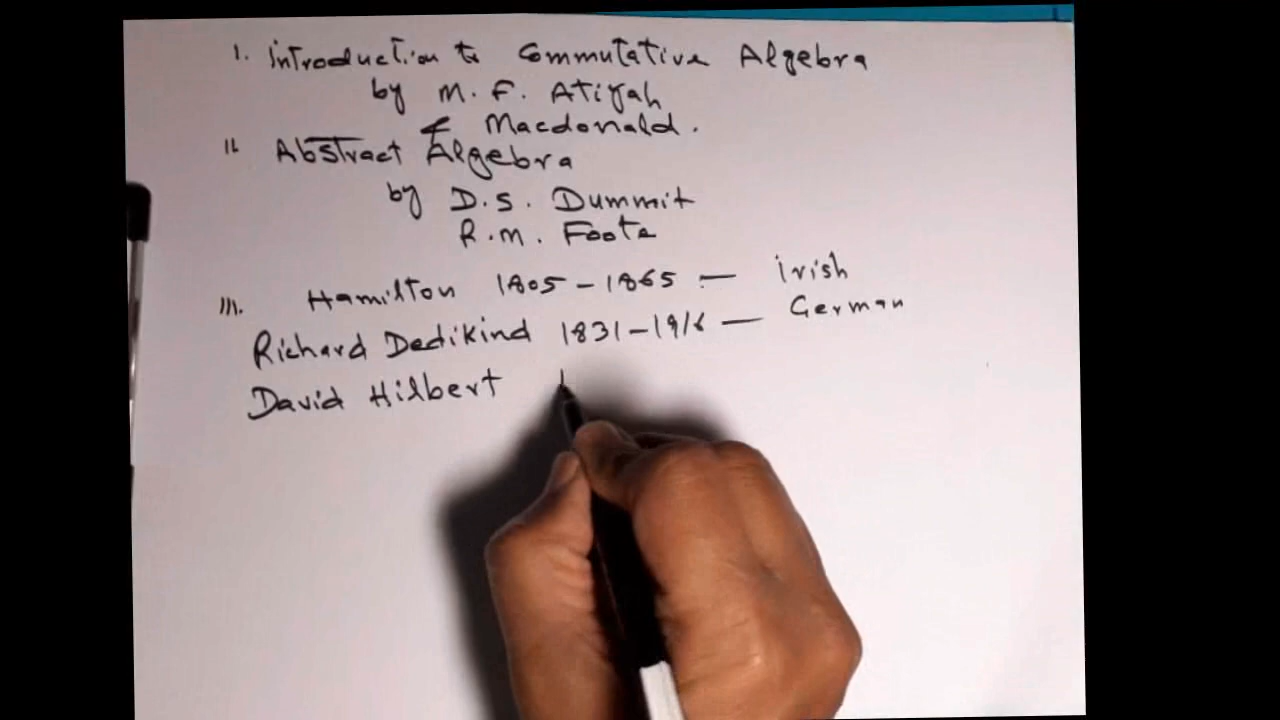 I. Introduction to Commutative Algebra
by M. F. Atiyah
& Macdonald.
II. Abstract Algebra
by D.S. Dummit
R.M. Foote
III. Hamilton 1805 - 1865 — Irish
Richard Dedikind 1831-1916 — German
David Hilbert 1